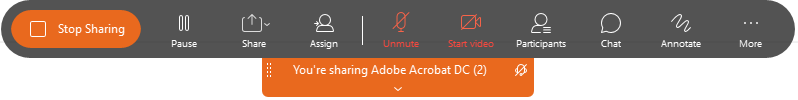 Stop Sharing
Pause
Share
Assign
Unmute
Start video
Participants
Chat
Annotate
More
You're sharing Adobe Acrobat DC (2)